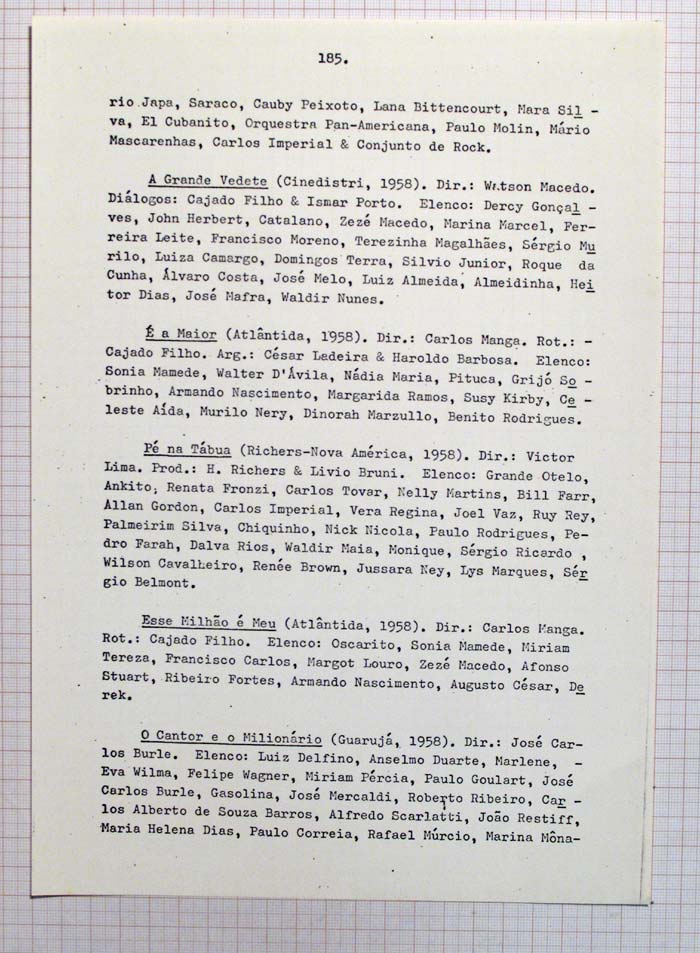 185.
rio Japa, Saraco, Cauby Peixoto, Lana Bittencourt, Mara Sil -
va, El Cubanito, Orquestra Pan-Americana, Paulo Molin, Mário
Mascarenhas, Carlos Imperial & Conjunto de Rock.
A Grande Vedete (Cinedistri, 1958). Dir.: Watson Macedo.
Diálogos: Cajado Filho & Ismar Porto. Elenco: Dercy Gonçal -
ves, John Herbert, Catalano, Zezé Macedo, Marina Marcel, Fer-
reira Leite, Francisco Moreno, Terezinha Magalhães, Sérgio Mu
rilo, Luiza Camargo, Domingos Terra, Silvio Junior, Roque da
Cunha, Álvaro Costa, José Melo, Luiz Almeida, Almeidinha, Hei
tor Dias, José Mafra, Waldir Nunes.
É a Maior (Atlântida, 1958). Dir.: Carlos Manga. Rot.: -
Cajado Filho. Arg.: César Ladeira & Haroldo Barbosa. Elenco:
Sonia Mamede, Walter D'Ávila, Nádia Maria, Pituca, Grijó So -
brinho, Armando Nascimento, Margarida Ramos, Susy Kirby, Ce -
leste Aída, Murilo Nery, Dinorah Marzullo, Benito Rodrigues.
Pé na Tábua (Richers-Nova América, 1958). Dir.: Victor
Lima. Prod.: H. Richers & Livio Bruni. Elenco: Grande Otelo,
Ankito, Renata Fronzi, Carlos Tovar, Nelly Martins, Bill Farr,
Allan Gordon, Carlos Imperial, Vera Regina, Joel Vaz, Ruy Rey,
Palmeirim Silva, Chiquinho, Nick Nicola, Paulo Rodrigues, Pe-
dro Farah, Dalva Rios, Waldir Maia, Monique, Sérgio Ricardo ,
Wilson Cavalheiro, Renée Brown, Jussara Ney, Lys Marques, Sér
gio Belmont.
Esse Milhão é Meu (Atlântida, 1958). Dir.: Carlos Manga.
Rot.: Cajado Filho. Elenco: Oscarito, Sonia Mamede, Miriam
Tereza, Francisco Carlos, Margot Louro, Zezé Macedo, Afonso
Stuart, Ribeiro Fortes, Armando Nascimento, Augusto César, De
rek.
O Cantor e o Milionário (Guarujá, 1958). Dir.: José Car-
los Burle. Elenco: Luiz Delfino, Anselmo Duarte, Marlene, -
Eva Wilma, Felipe Wagner, Miriam Pércia, Paulo Goulart, José
Carlos Burle, Gasolina, José Mercaldi, Roberto Ribeiro, Car -
los Alberto de Souza Barros, Alfredo Scarlatti, João Restiff,
Maria Helena Dias, Paulo Correia, Rafael Múrcio, Marina Môna-